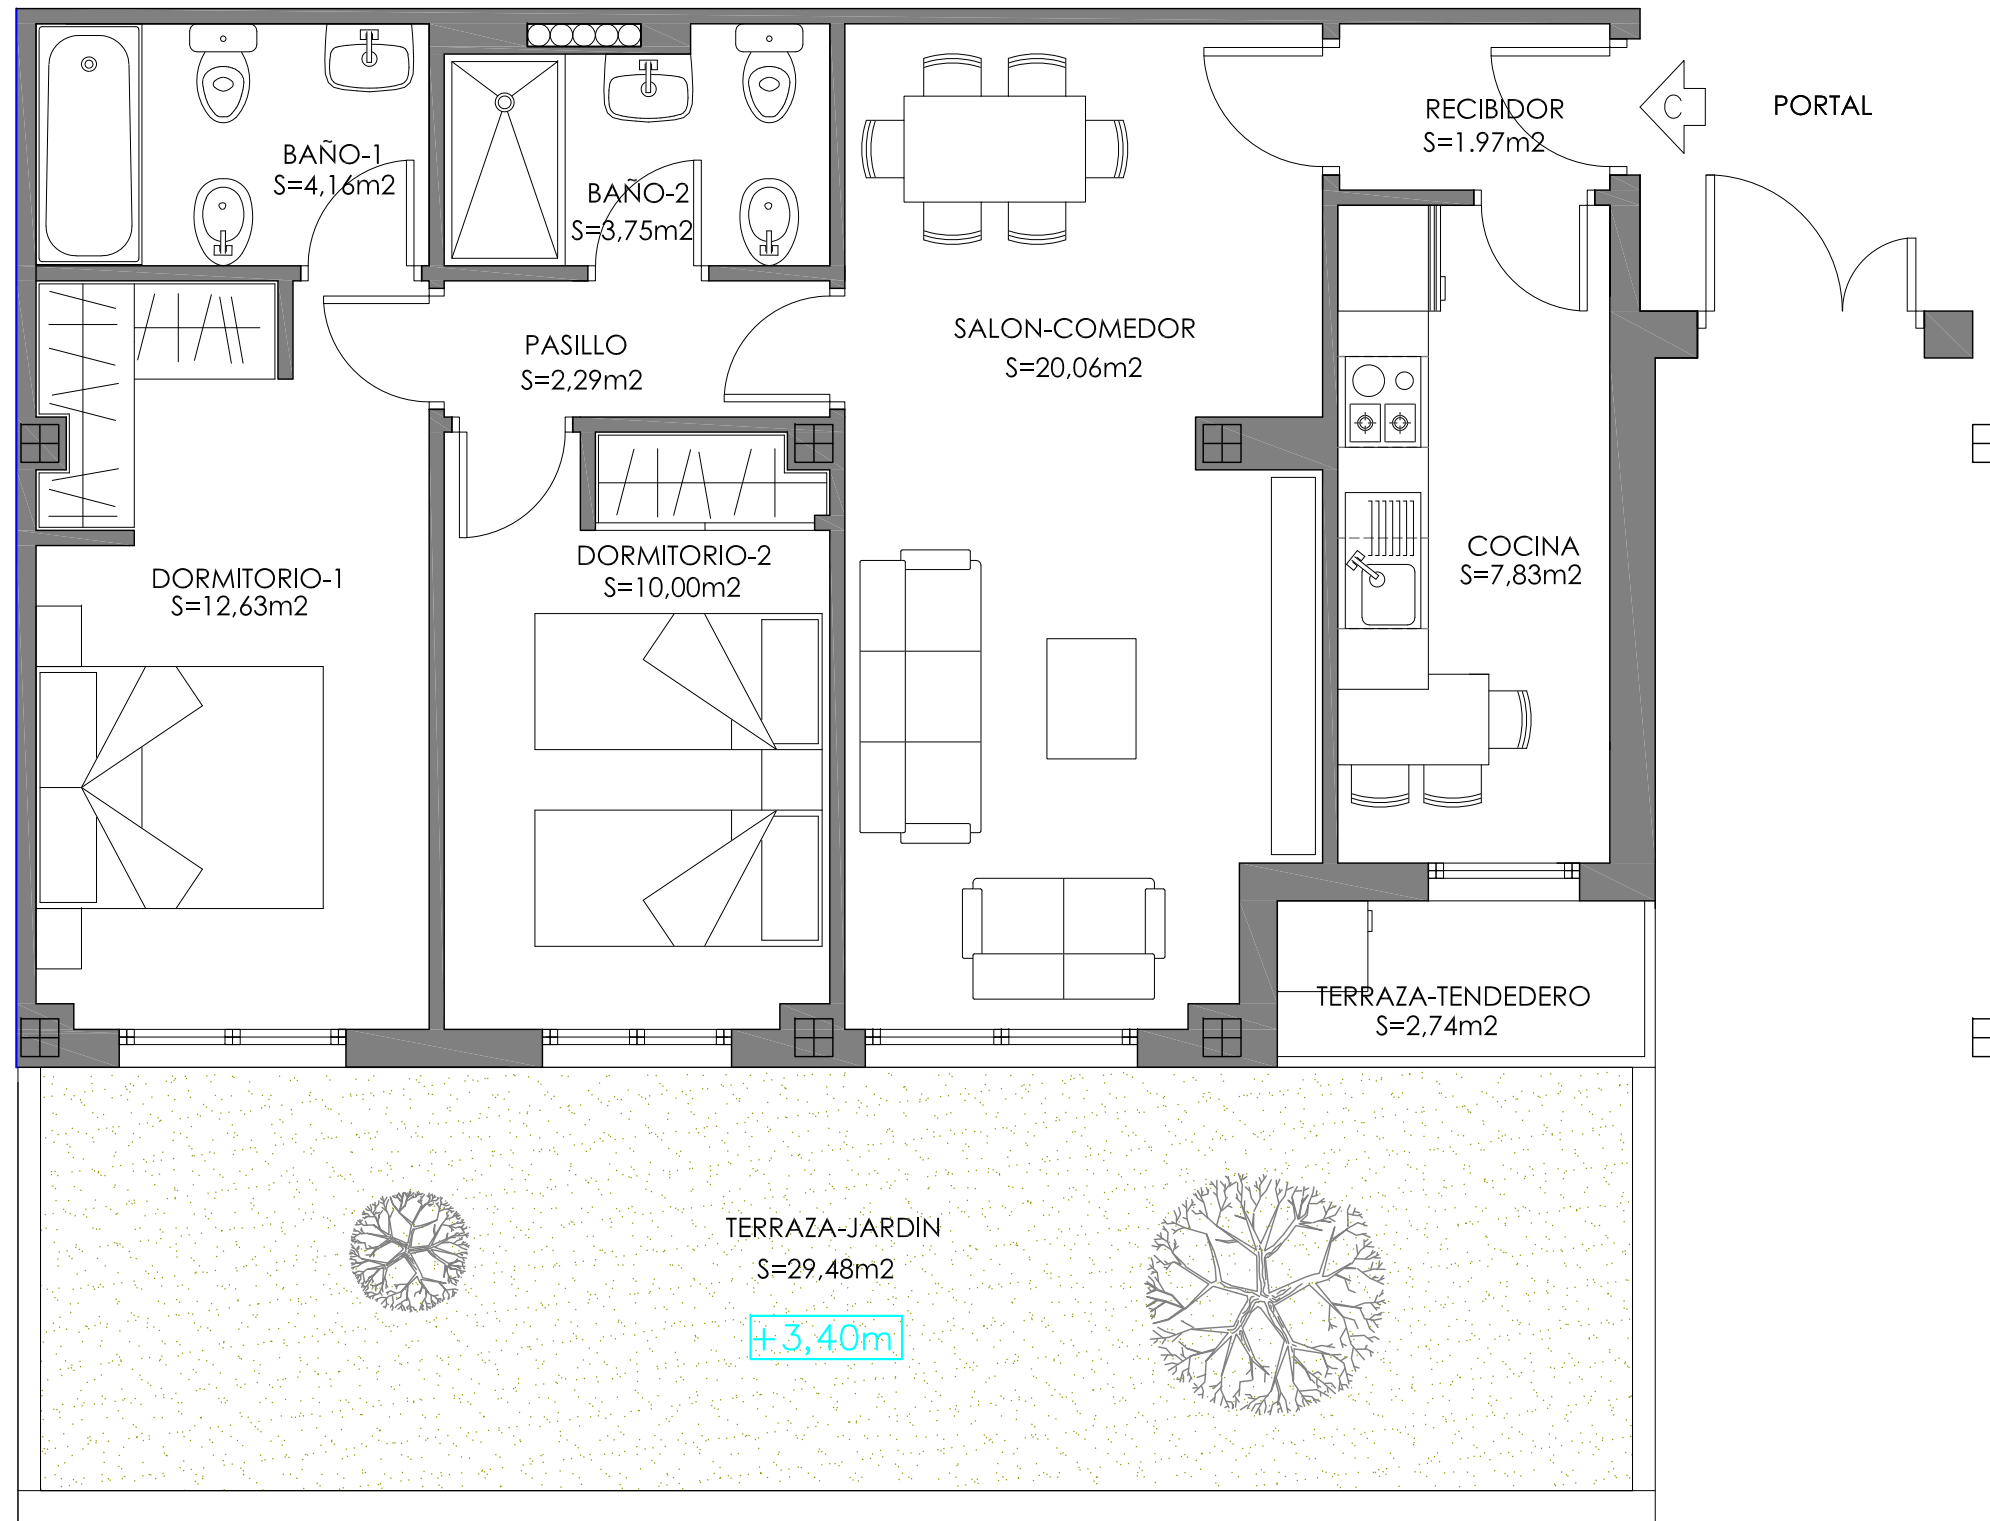 RECIBIDOR
S=1.97m2
C
PORTAL
BAÑO-1
S=4,16m2
BAÑO-2
S=3,75m2
PASILLO
S=2,29m2
SALON-COMEDOR
S=20,06m2
DORMITORIO-1
S=12,63m2
DORMITORIO-2
S=10,00m2
COCINA
S=7,83m2
TERRAZA-TENDEDERO
S=2,74m2
TERRAZA-JARDIN
S=29,48m2
+3,40m